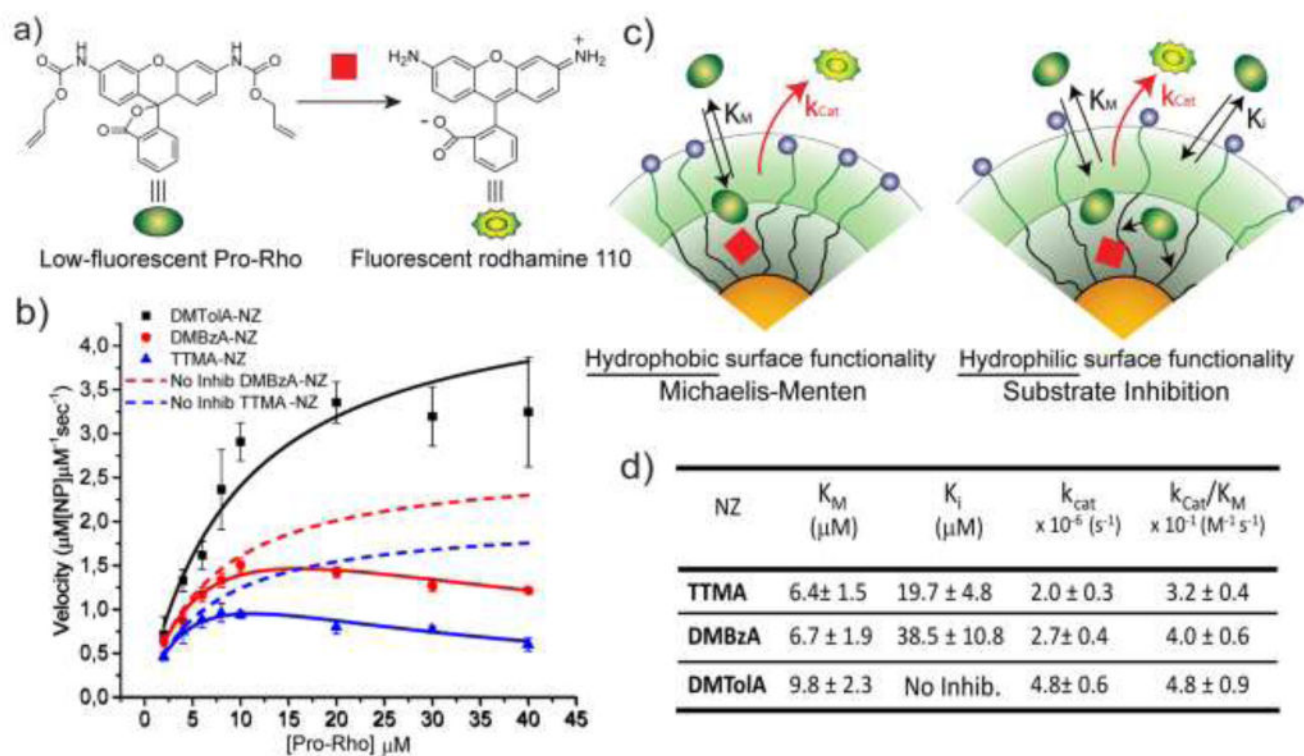 a)
H
N
O
O
O
O
O
H
N
O
O
H₂N
O
+
NH₂
-
O
O
Low-fluorescent Pro-Rho
Fluorescent rodhamine 110
b)
DMTolA-NZ
DMBzA-NZ
TTMA-NZ
No Inhib DMBzA-NZ
No Inhib TTMA -NZ
Velocity (μM[NP]μM⁻¹sec⁻¹)
4,0
3,5
3,0
2,5
2,0
1,5
1,0
0,5
0,0
0 5 10 15 20 25 30 35 40 45
[Pro-Rho] μM
c)
K_M
k_Cat
Hydrophobic surface functionality
Michaelis-Menten
K_M
k_Cat
K_i
Hydrophilic surface functionality
Substrate Inhibition
d)
NZ K_M (μM) K_i (μM) k_cat x 10⁻⁶ (s⁻¹) k_Cat/K_M x 10⁻¹ (M⁻¹ s⁻¹)
TTMA 6.4± 1.5 19.7 ± 4.8 2.0 ± 0.3 3.2 ± 0.4
DMBzA 6.7 ± 1.9 38.5 ± 10.8 2.7± 0.4 4.0 ± 0.6
DMTolA 9.8 ± 2.3 No Inhib. 4.8± 0.6 4.8 ± 0.9